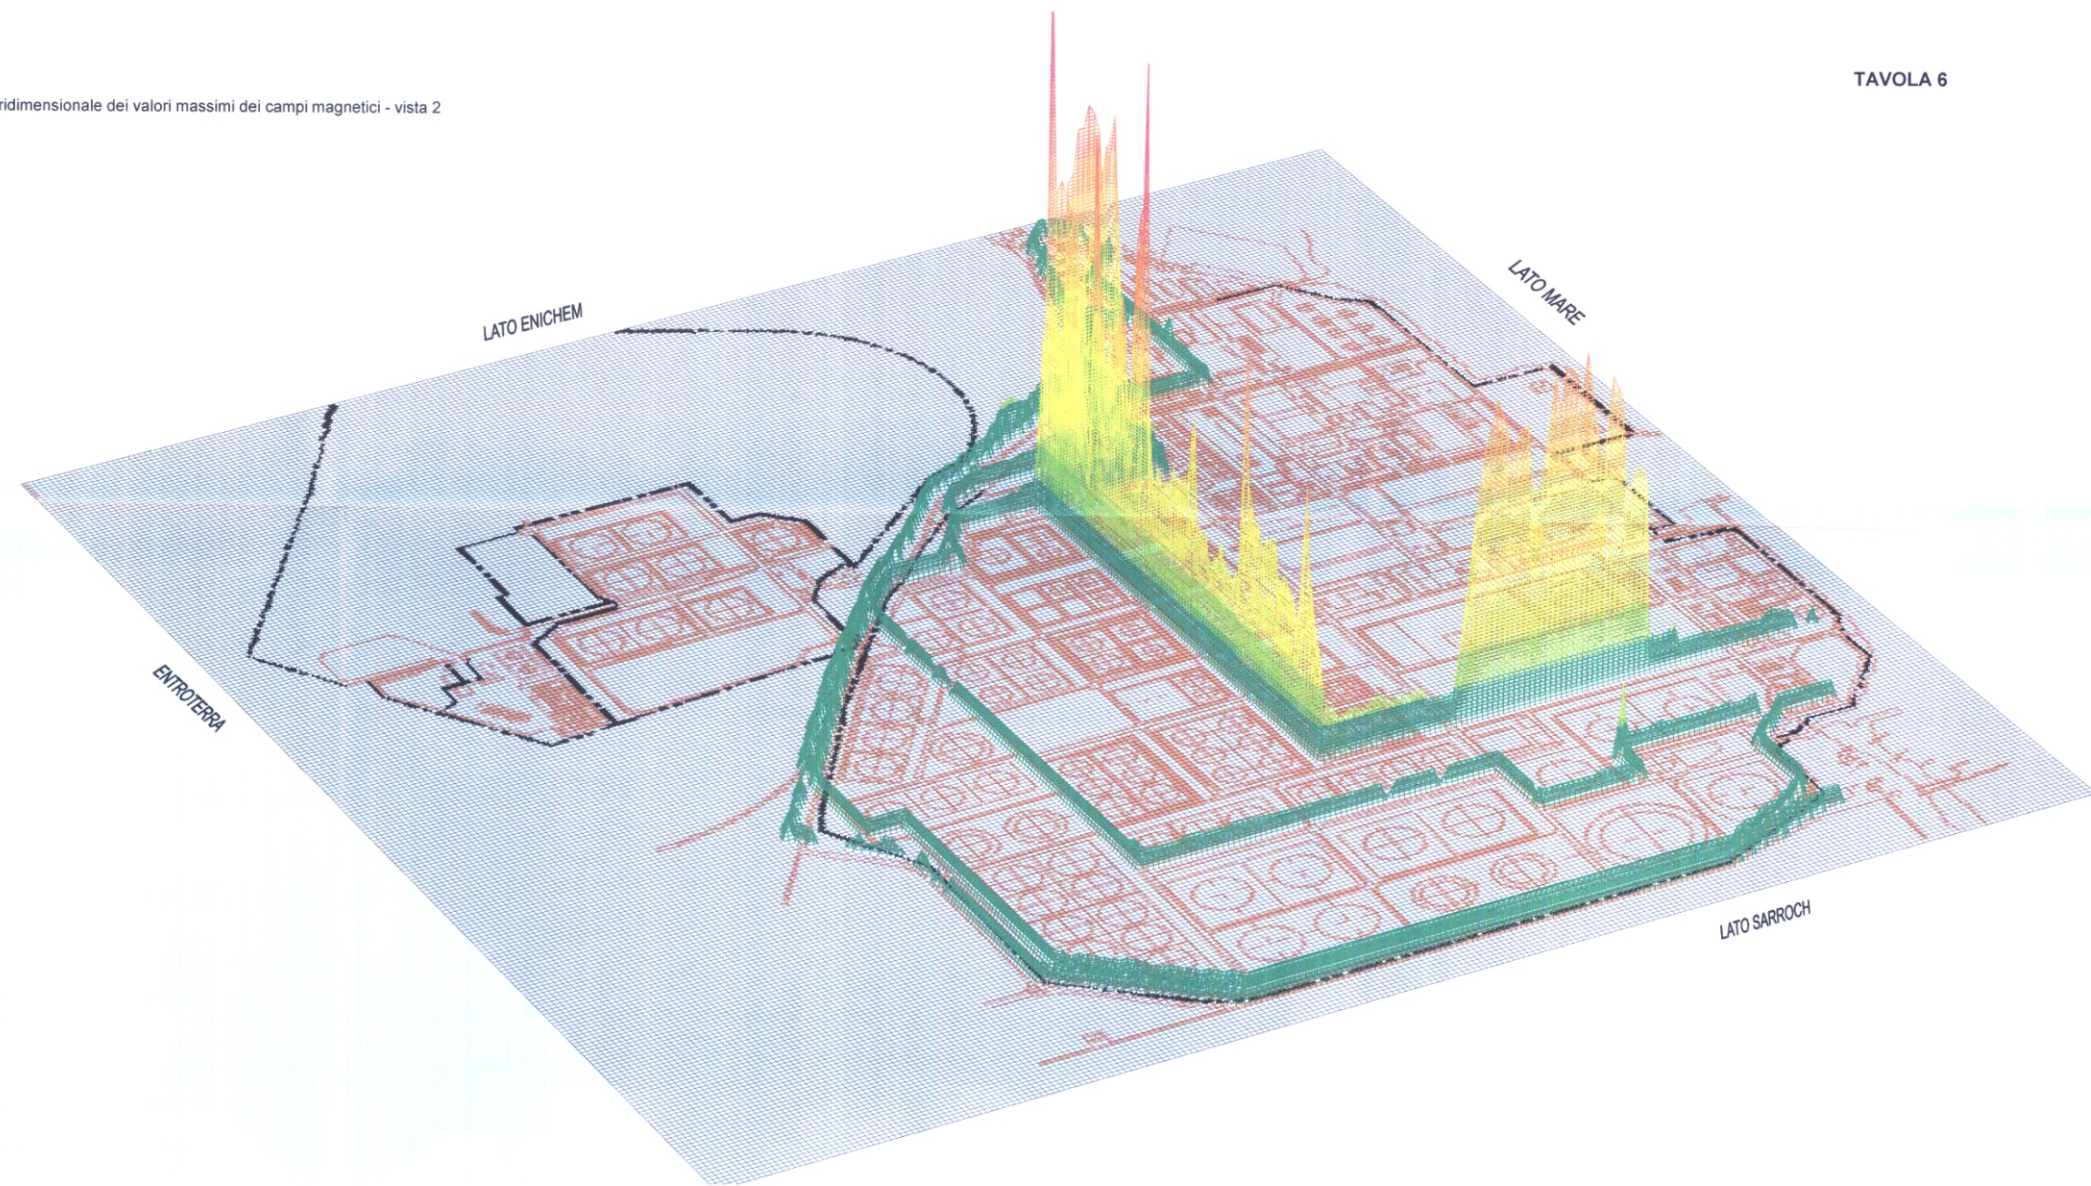 TAVOLA 6
ridimensionale dei valori massimi dei campi magnetici - vista 2
LATO MARE
LATO ENICHEM
ENTROTERRA
LATO SARROCH